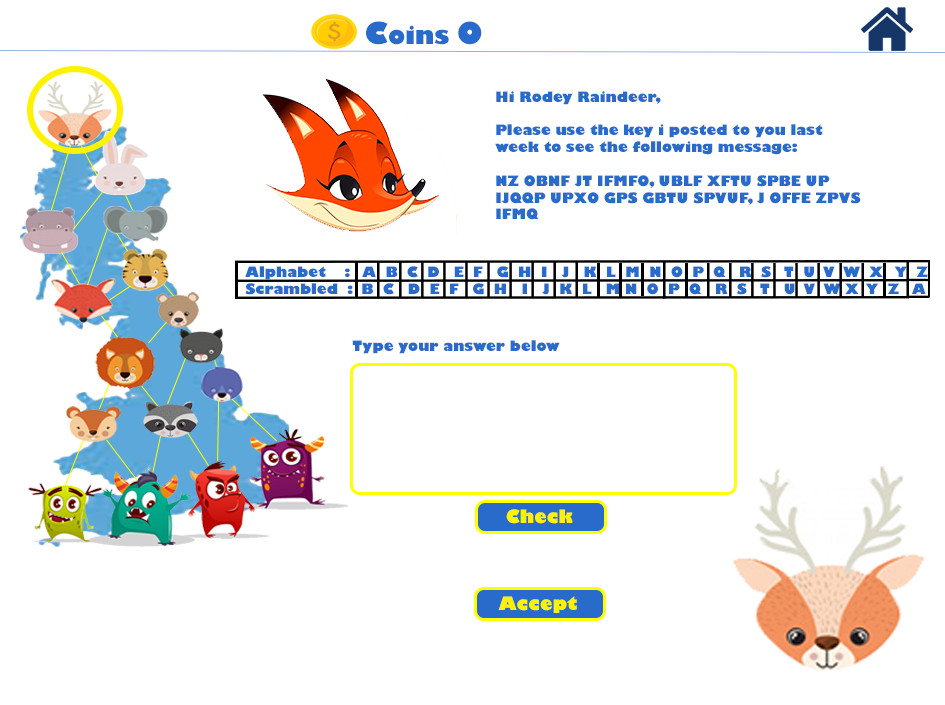 Coins 0
Hi Rodey Raindeer,
Please use the key i posted to you last
week to see the following message:
NZ OBNF JT IFMFO, UBLF XFTU SPBE UP
IJQQP UPXO GPS GBTU SPVUF, J OFFE ZPVS
IFMQ
Alphabet : A B C D E F G H I J K L M N O P Q R S T U V W X Y Z
Scrambled : B C D E F G H I J K L M N O P Q R S T U V W X Y Z A
Type your answer below
Check
Accept